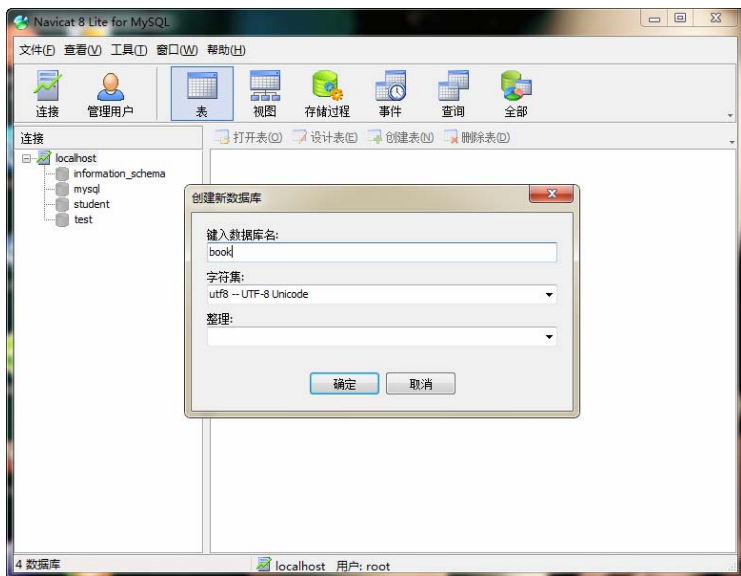 Navicat 8 Lite for MySQL
文件(F) 查看(V) 工具(T) 窗口(W) 帮助(H)
连接 管理用户 表 视图 存储过程 事件 查询 全部
连接
打开表(O) 设计表(E) 创建表(N) 删除表(D)
localhost
information_schema
mysql
student
test
创建新数据库
键入数据库名:
book
字符集:
utf8 -- UTF-8 Unicode
整理:
确定 取消
4 数据库 localhost 用户: root